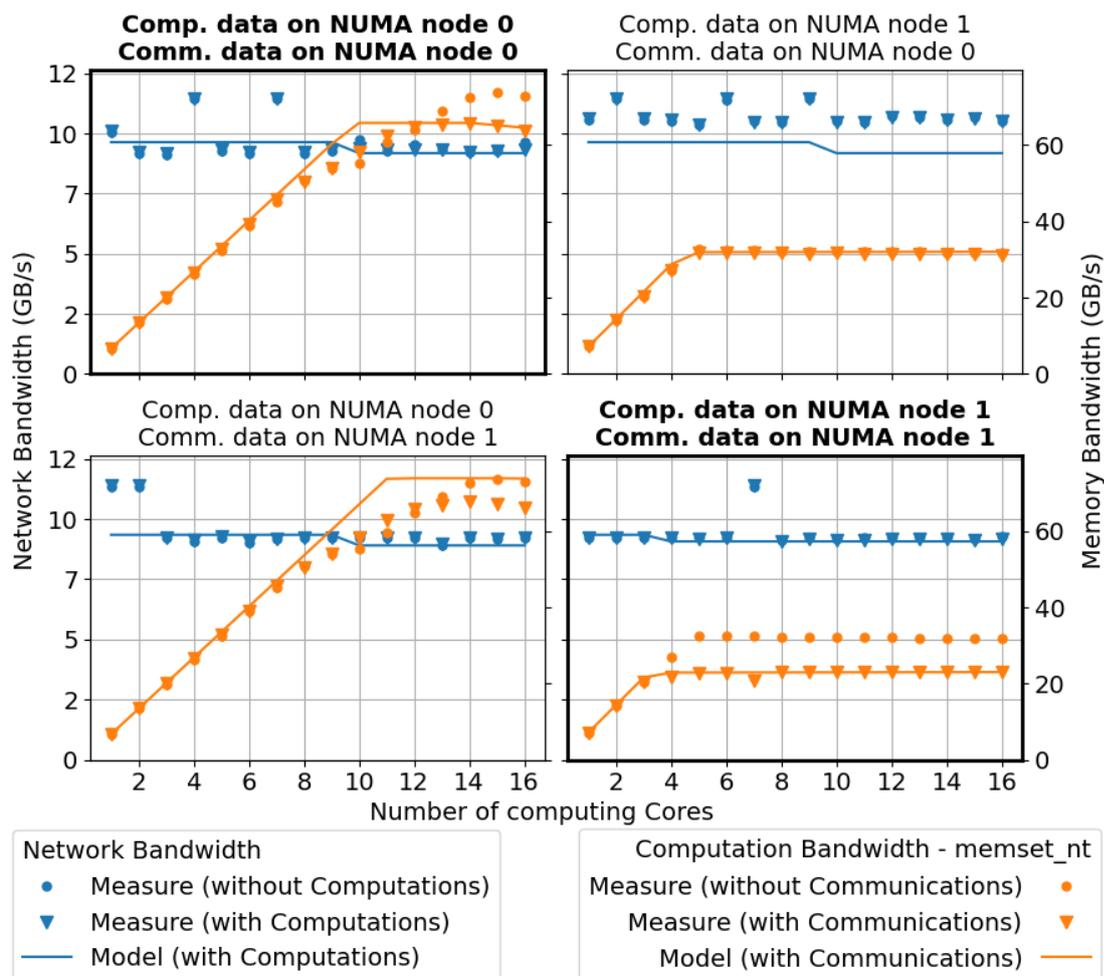 Comp. data on NUMA node 0
Comm. data on NUMA node 0
Comp. data on NUMA node 1
Comm. data on NUMA node 0
12
10
7
5
2
0
60
40
20
0
Network Bandwidth (GB/s)
Memory Bandwidth (GB/s)
Comp. data on NUMA node 0
Comm. data on NUMA node 1
Comp. data on NUMA node 1
Comm. data on NUMA node 1
12
10
7
5
2
0
60
40
20
0
2 4 6 8 10 12 14 16
2 4 6 8 10 12 14 16
Number of computing Cores
Network Bandwidth
Measure (without Computations)
Measure (with Computations)
Model (with Computations)
Computation Bandwidth - memset_nt
Measure (without Communications)
Measure (with Communications)
Model (with Communications)